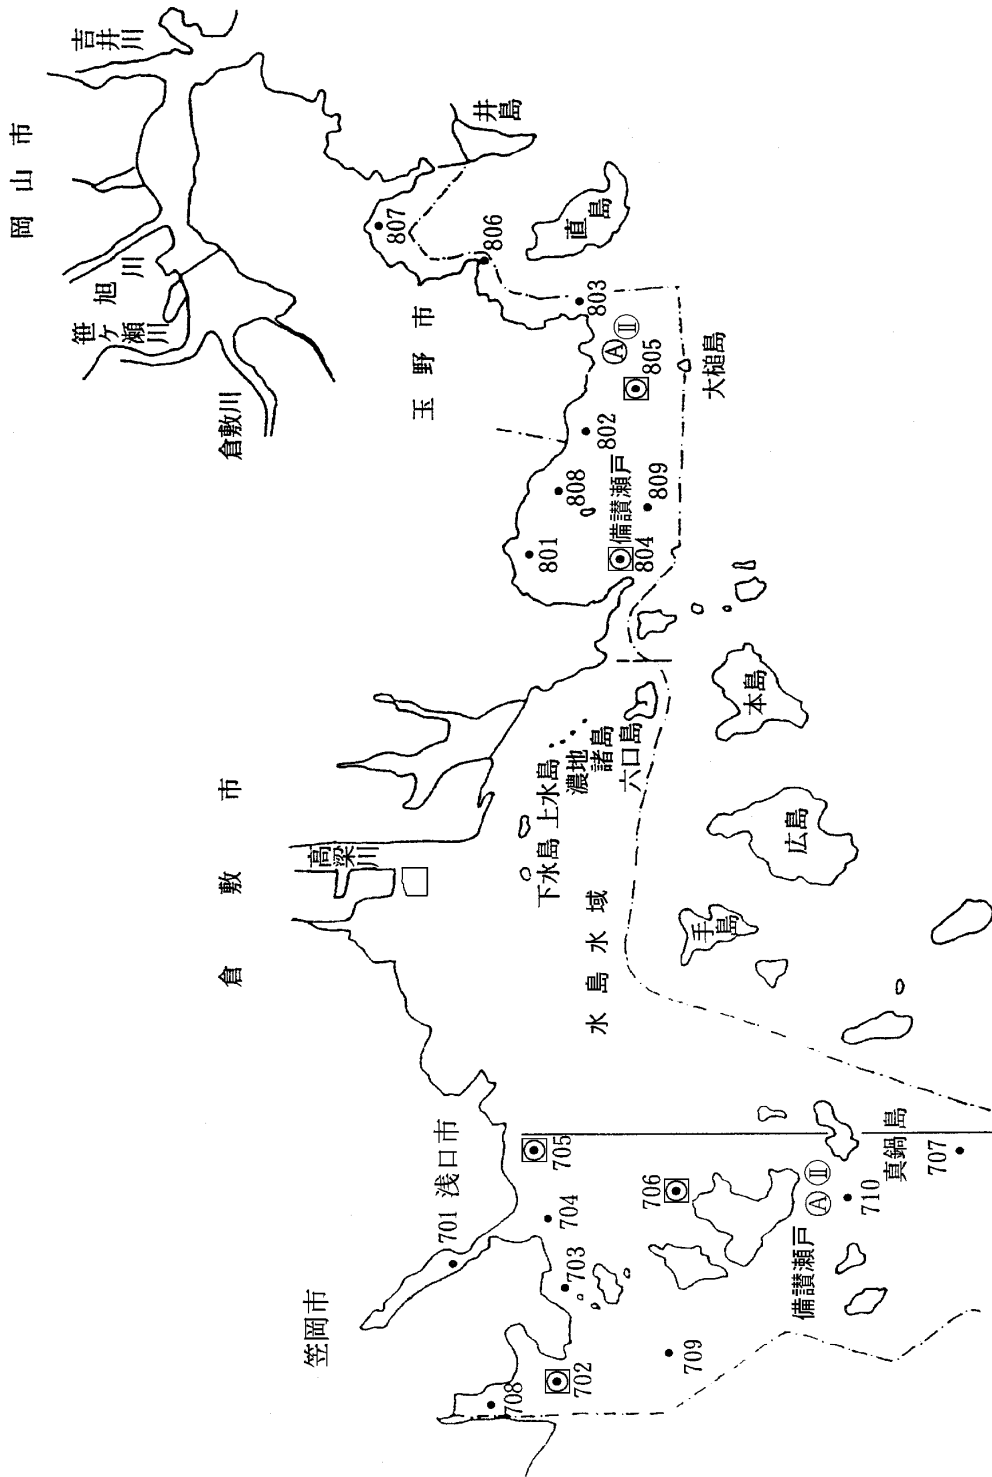 岡山市
吉井川
旭川
笹ヶ瀬川
倉敷川
玉野市
井島
直島
807
806
803
Ⓐ Ⅱ
805
大槌島
802
808
備讃瀬戸
809
801
804
倉敷市
高梁川
上水島
下水島
濃地諸島
六口島
本島
広島
手島
水島水域
浅口市
701
705
704
703
706
笠岡市
708
702
709
備讃瀬戸
Ⓐ Ⅱ
710
真鍋島
707